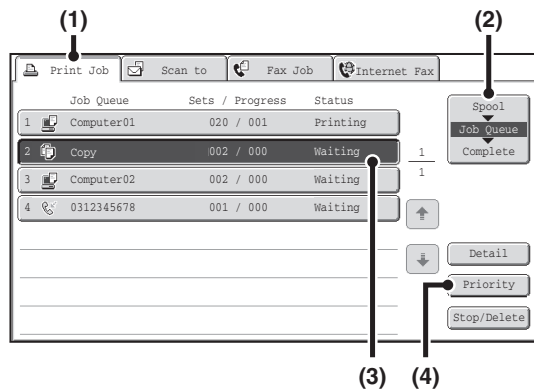 (1) (2)
Print Job Scan to Fax Job Internet Fax
Job Queue Sets / Progress Status
1 Computer01 020 / 001 Printing
2 Copy 002 / 000 Waiting
3 Computer02 002 / 000 Waiting
4 0312345678 001 / 000 Waiting
1
1
Spool
Job Queue
Complete
Detail
Priority
Stop/Delete
(3) (4)